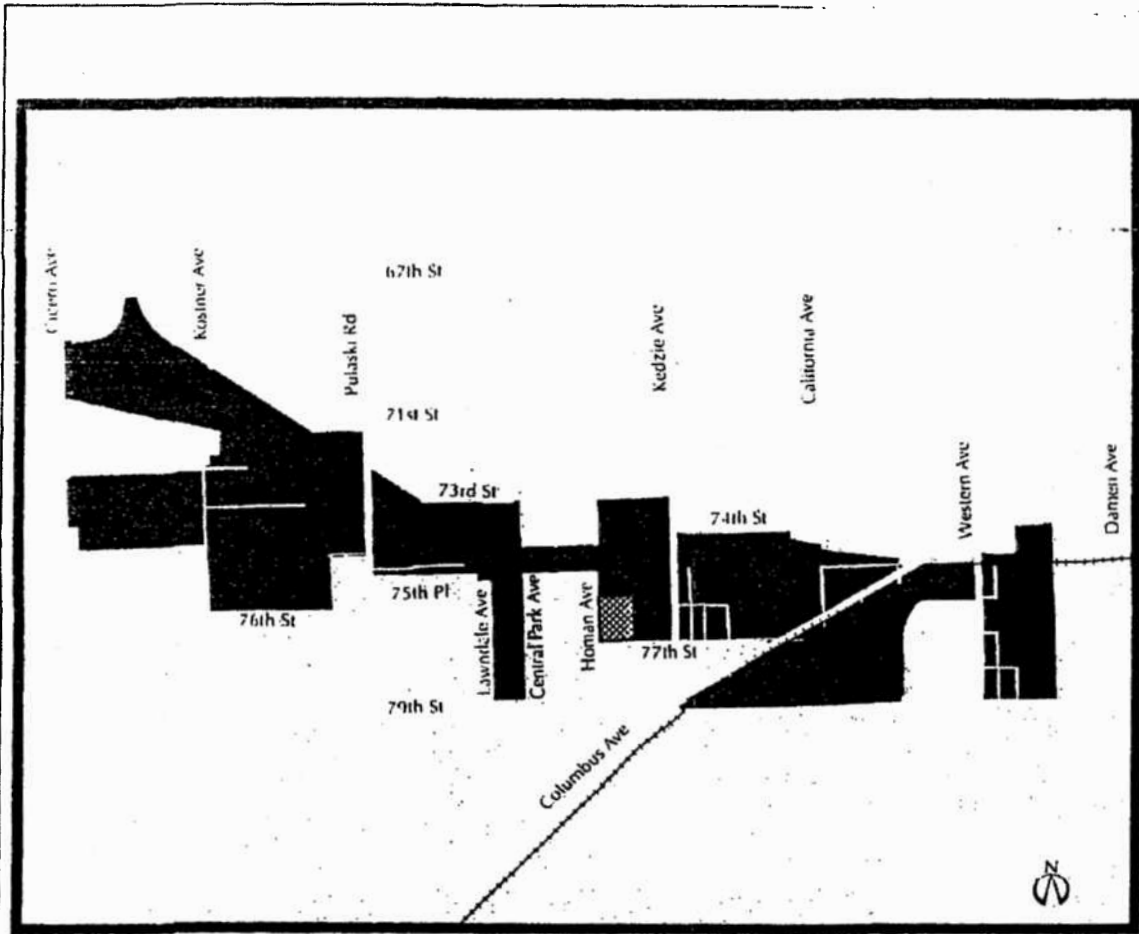 67th St
Cicero Ave
Kostner Ave
Pulaski Rd
Kedzie Ave
California Ave
71st St
Western Ave
Damen Ave
73rd St
74th St
75th Pl
76th St
Lawndale Ave
Central Park Ave
Homan Ave
77th St
79th St
Columbus Ave
N